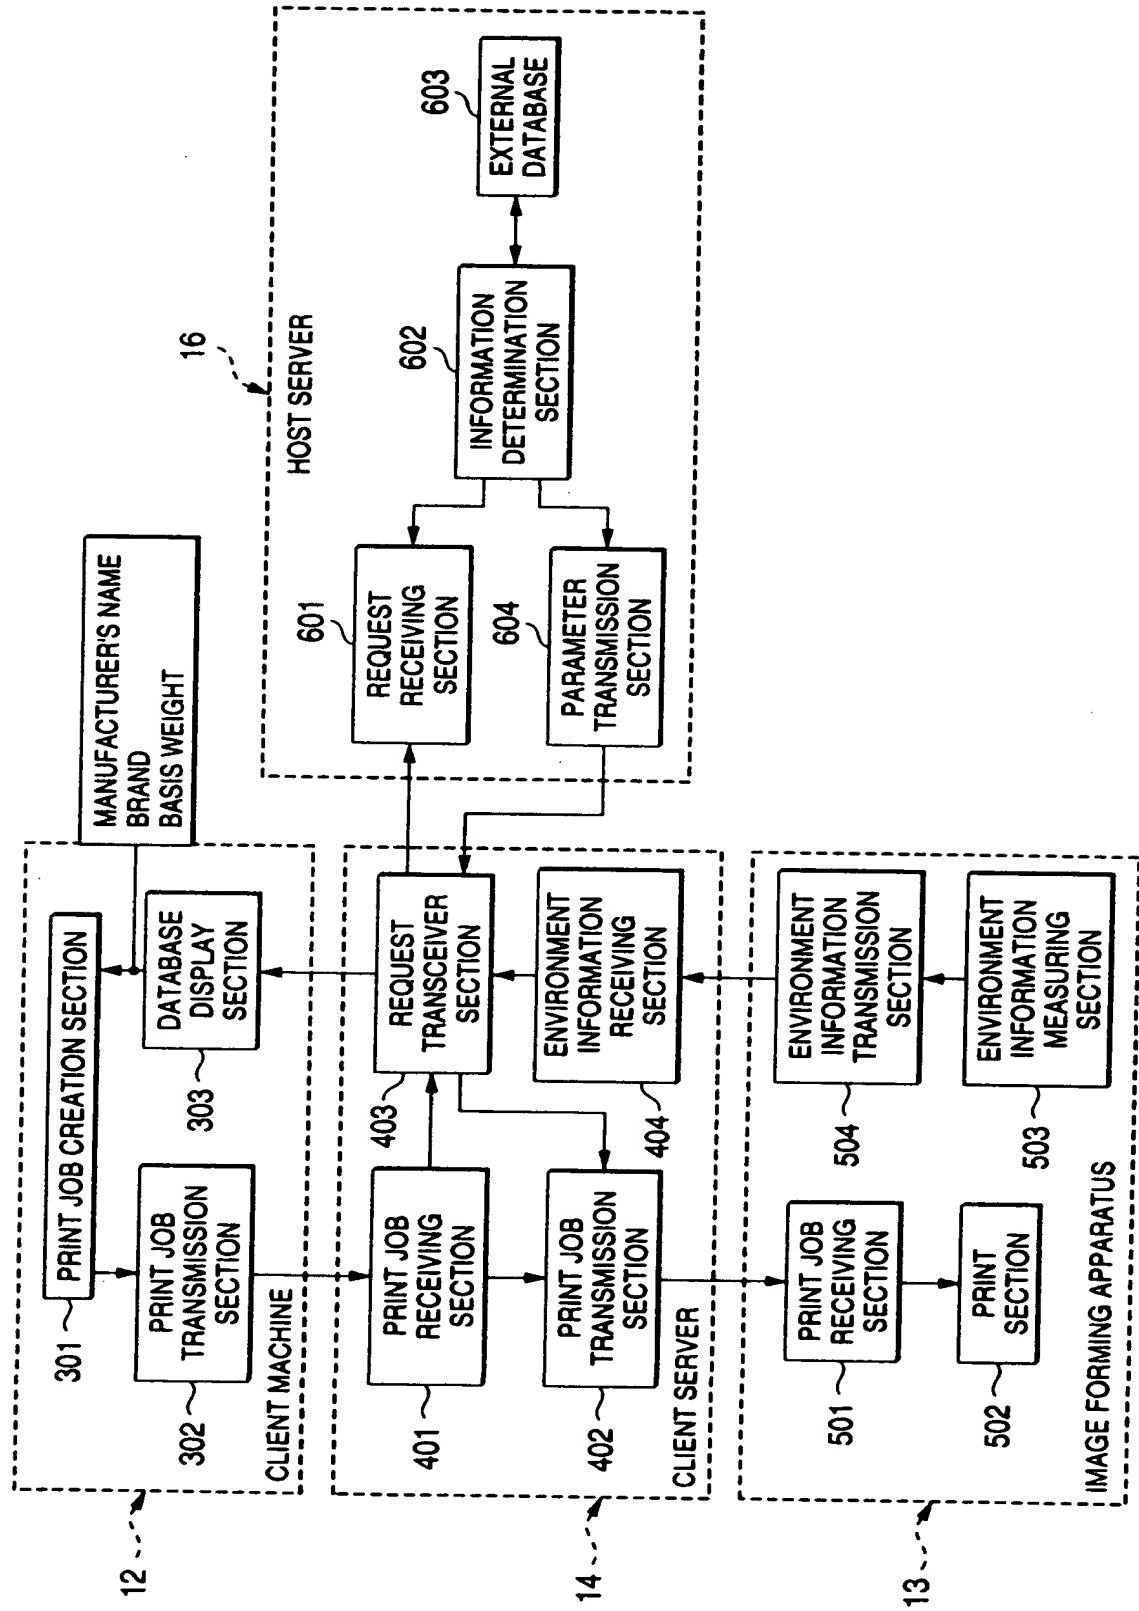 MANUFACTURER'S NAME
BRAND
BASIS WEIGHT
301
PRINT JOB CREATION SECTION
302
PRINT JOB
TRANSMISSION
SECTION
303
DATABASE
DISPLAY
SECTION
CLIENT MACHINE
12
401
PRINT JOB
RECEIVING
SECTION
403
REQUEST
TRANSCEIVER
SECTION
402
PRINT JOB
TRANSMISSION
SECTION
404
ENVIRONMENT
INFORMATION
RECEIVING
SECTION
CLIENT SERVER
14
501
PRINT JOB
RECEIVING
SECTION
504
ENVIRONMENT
INFORMATION
TRANSMISSION
SECTION
502
PRINT
SECTION
503
ENVIRONMENT
INFORMATION
MEASURING
SECTION
IMAGE FORMING APPARATUS
13
16
HOST SERVER
601
REQUEST
RECEIVING
SECTION
602
INFORMATION
DETERMINATION
SECTION
603
EXTERNAL
DATABASE
604
PARAMETER
TRANSMISSION
SECTION